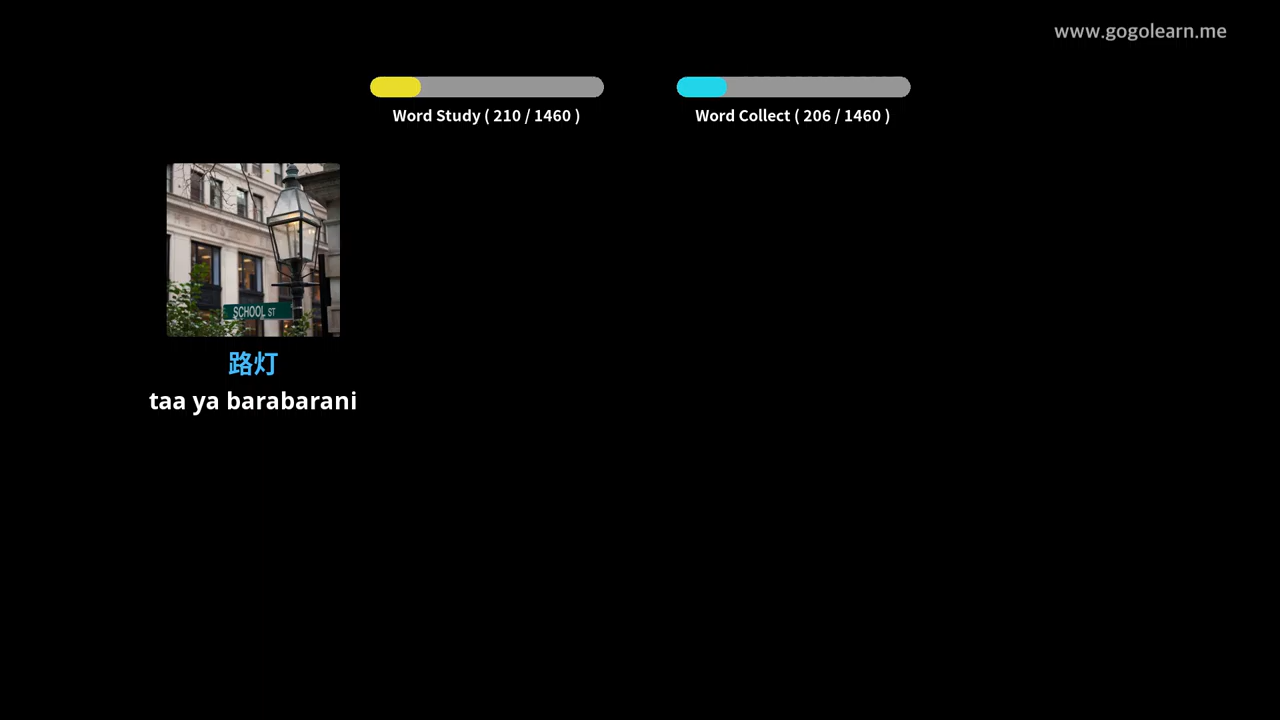 www.gogolearn.me
Word Study ( 210 / 1460 )
Word Collect ( 206 / 1460 )
SCHOOL ST
路灯
taa ya barabarani